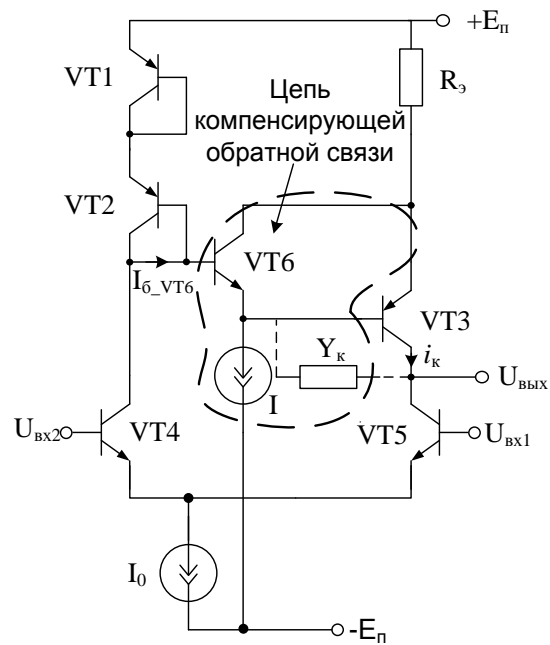 +Eп
VT1
Rэ
Цепь
компенсирующей
обратной связи
VT2
Iб_VT6
VT6
VT3
Yк
iк
I
Uвых
Uвх2
VT4
VT5
Uвх1
I0
-Eп